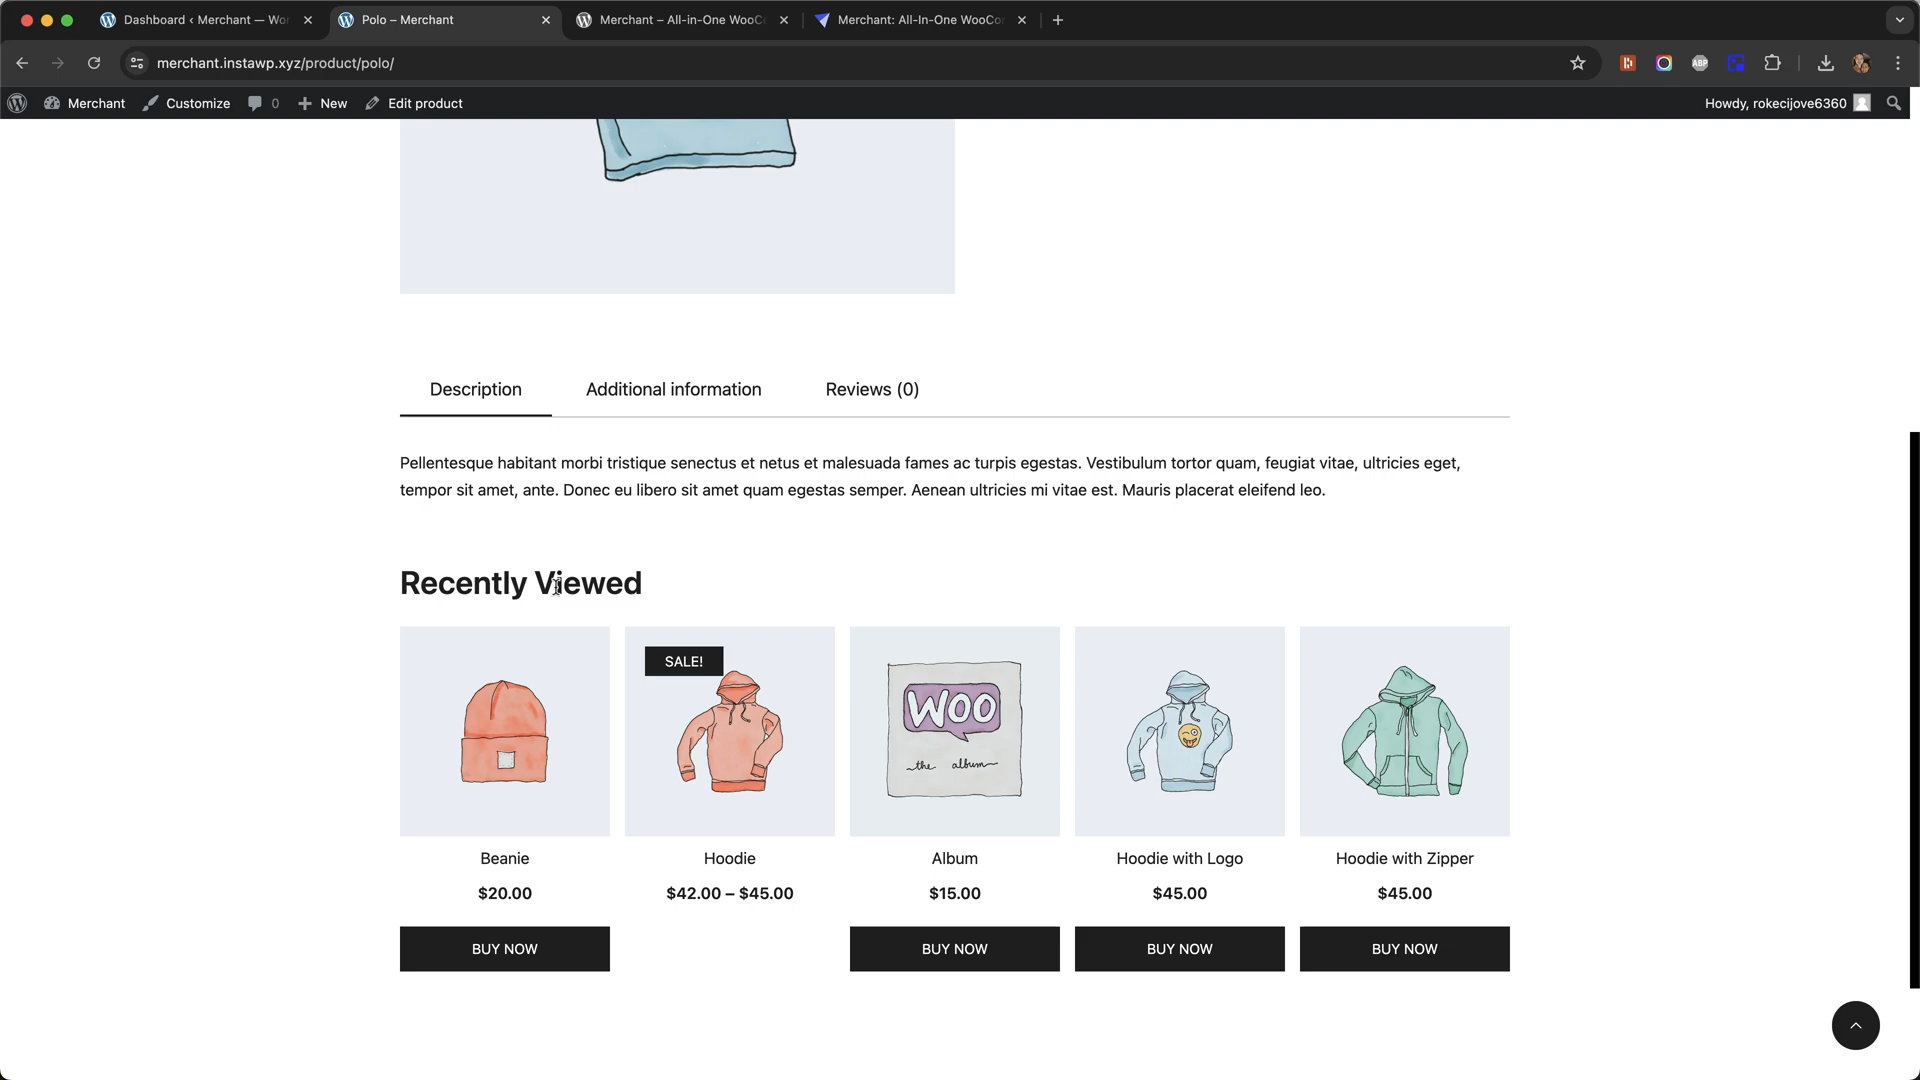 Dashboard ‹ Merchant — Wor
Polo – Merchant
Merchant – All-in-One WooC
Merchant: All-In-One WooCor
merchant.instawp.xyz/product/polo/
ABP
Merchant
Customize
0
New
Edit product
Howdy, rokecijove6360
Description
Additional information
Reviews (0)
Pellentesque habitant morbi tristique senectus et netus et malesuada fames ac turpis egestas. Vestibulum tortor quam, feugiat vitae, ultricies eget,
tempor sit amet, ante. Donec eu libero sit amet quam egestas semper. Aenean ultricies mi vitae est. Mauris placerat eleifend leo.
Recently Viewed
SALE!
WOO
the album
Beanie
Hoodie
Album
Hoodie with Logo
Hoodie with Zipper
$20.00
$42.00 – $45.00
$15.00
$45.00
$45.00
BUY NOW
BUY NOW
BUY NOW
BUY NOW